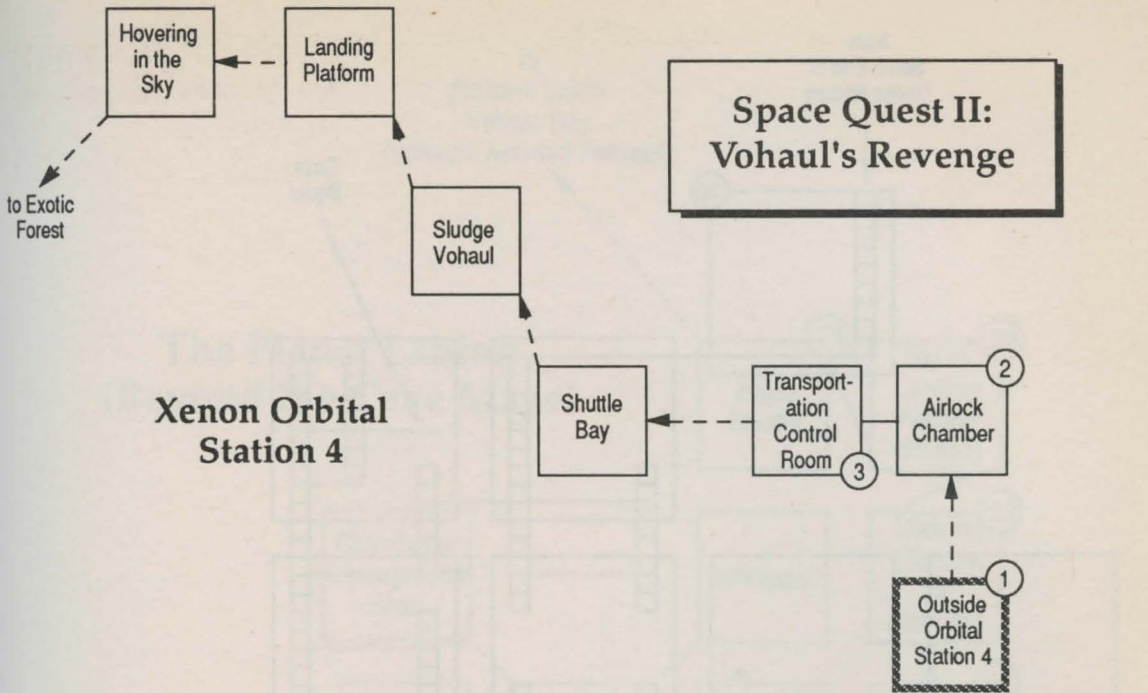 Hovering
in the
Sky
Landing
Platform
Space Quest II:
Vohaul's Revenge
to Exotic
Forest
Sludge
Vohaul
Xenon Orbital
Station 4
Shuttle
Bay
Transport-
ation
Control
Room
3
Airlock
Chamber
2
Outside
Orbital
Station 4
1